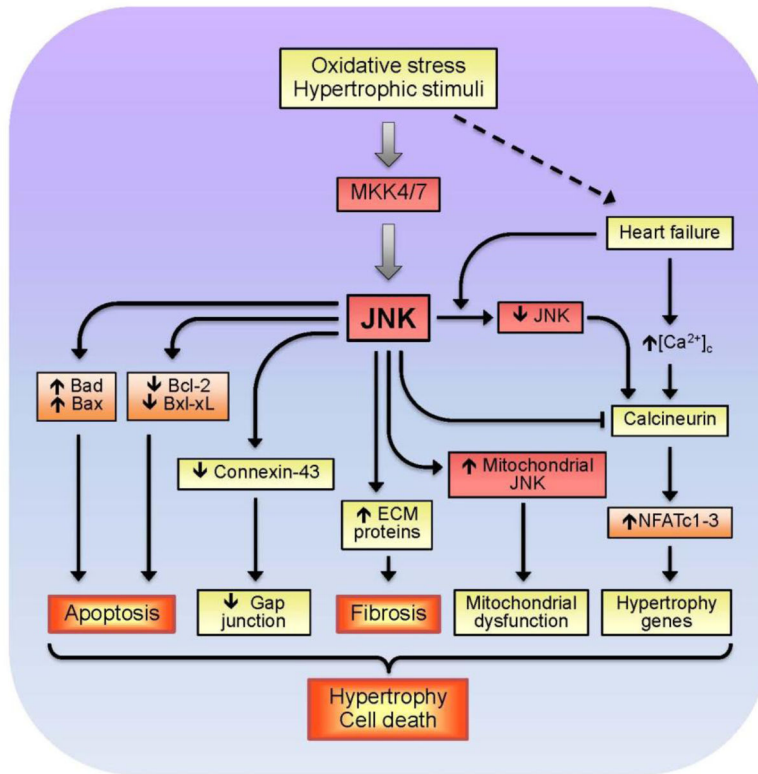 Oxidative stress
Hypertrophic stimuli
MKK4/7
Heart failure
JNK
↓ JNK
↑[Ca²⁺]c
↑ Bad
↑ Bax
↓ Bcl-2
↓ Bxl-xL
Calcineurin
↓ Connexin-43
↑ Mitochondrial
JNK
↑ ECM
proteins
↑NFATc1-3
Apoptosis
↓ Gap
junction
Fibrosis
Mitochondrial
dysfunction
Hypertrophy
genes
Hypertrophy
Cell death